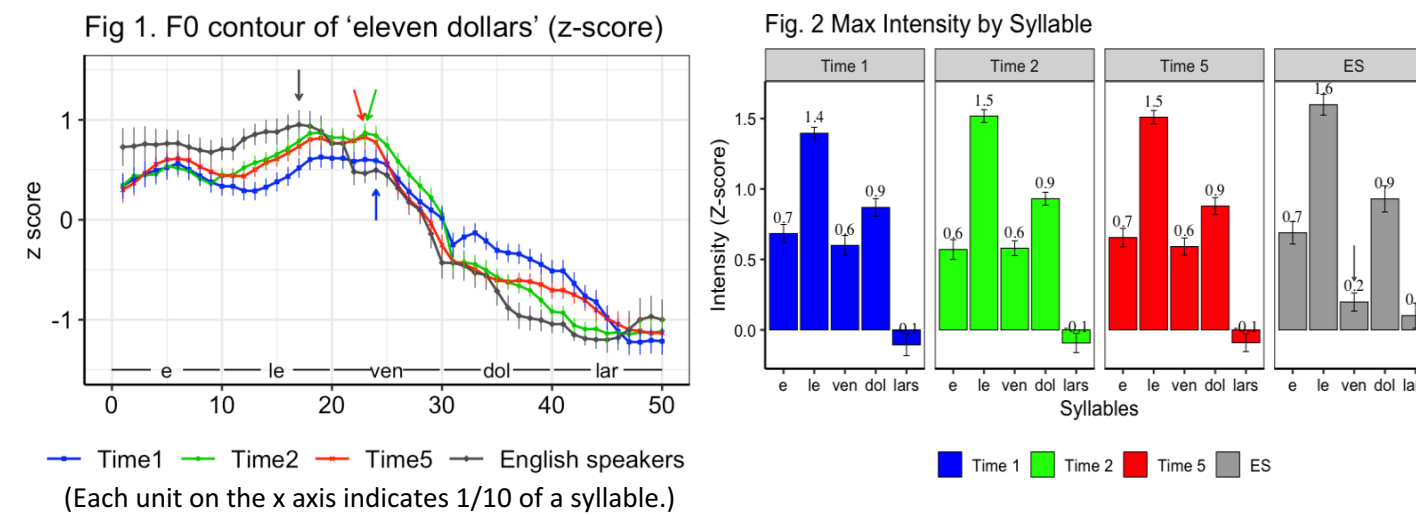 Fig 1. F0 contour of ‘eleven dollars’ (z-score)
z score
1
0
-1
e le ven dol lar
0 10 20 30 40 50
Time1 Time2 Time5 English speakers
(Each unit on the x axis indicates 1/10 of a syllable.)
Fig. 2 Max Intensity by Syllable
Time 1 Time 2 Time 5 ES
Intensity (Z-score)
1.5
1.0
0.5
0.0
0.7 1.4 0.6 0.9 -0.1
0.6 1.5 0.6 0.9 -0.1
0.7 1.5 0.6 0.9 -0.1
0.7 1.6 0.2 0.9
e le ven dol lars e le ven dol lars e le ven dol lars e le ven dol
Syllables
Time 1 Time 2 Time 5 ES